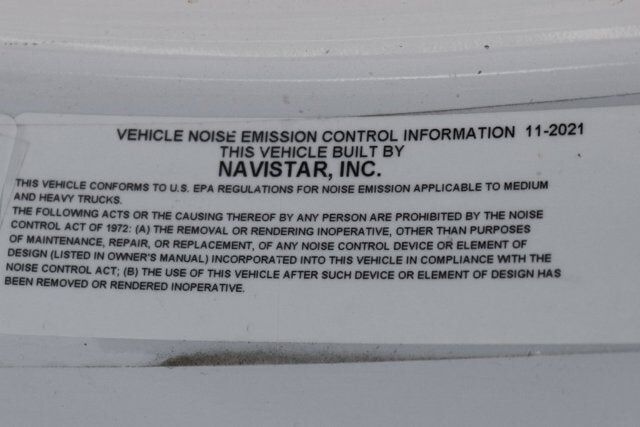 VEHICLE NOISE EMISSION CONTROL INFORMATION 11-2021
THIS VEHICLE BUILT BY
NAVISTAR, INC.
THIS VEHICLE CONFORMS TO U.S. EPA REGULATIONS FOR NOISE EMISSION APPLICABLE TO MEDIUM
AND HEAVY TRUCKS.
THE FOLLOWING ACTS OR THE CAUSING THEREOF BY ANY PERSON ARE PROHIBITED BY THE NOISE
CONTROL ACT OF 1972: (A) THE REMOVAL OR RENDERING INOPERATIVE, OTHER THAN PURPOSES
OF MAINTENANCE, REPAIR, OR REPLACEMENT, OF ANY NOISE CONTROL DEVICE OR ELEMENT OF
DESIGN (LISTED IN OWNER'S MANUAL) INCORPORATED INTO THIS VEHICLE IN COMPLIANCE WITH THE
NOISE CONTROL ACT; (B) THE USE OF THIS VEHICLE AFTER SUCH DEVICE OR ELEMENT OF DESIGN HAS
BEEN REMOVED OR RENDERED INOPERATIVE.